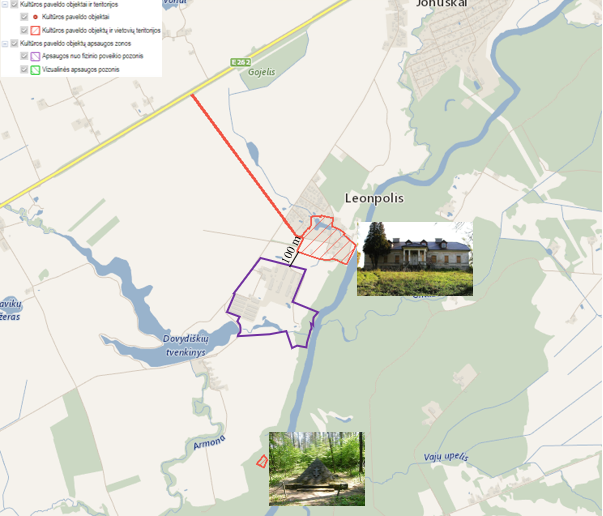 Kultūros paveldo objektai ir teritorijos
Kultūros paveldo objektai
Kultūros paveldo objektų ir vietovių teritorijos
Kultūros paveldo objektų apsaugos zonos
Apsaugos nuo fizinio poveikio pozonis
Vizualinės apsaugos pozonis
Jonuškai
E 262
Gojelis
Leonpolis
100 m
Dovydiškių
tvenkinys
Armona
Vajų upelis